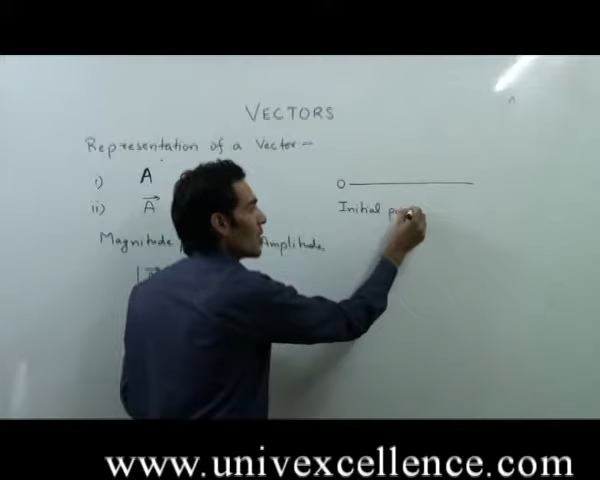 VECTORS
Representation of a Vector –
i) A
ii) A
O
Initial
Magnitude Amplitude
www.univexcellence.com